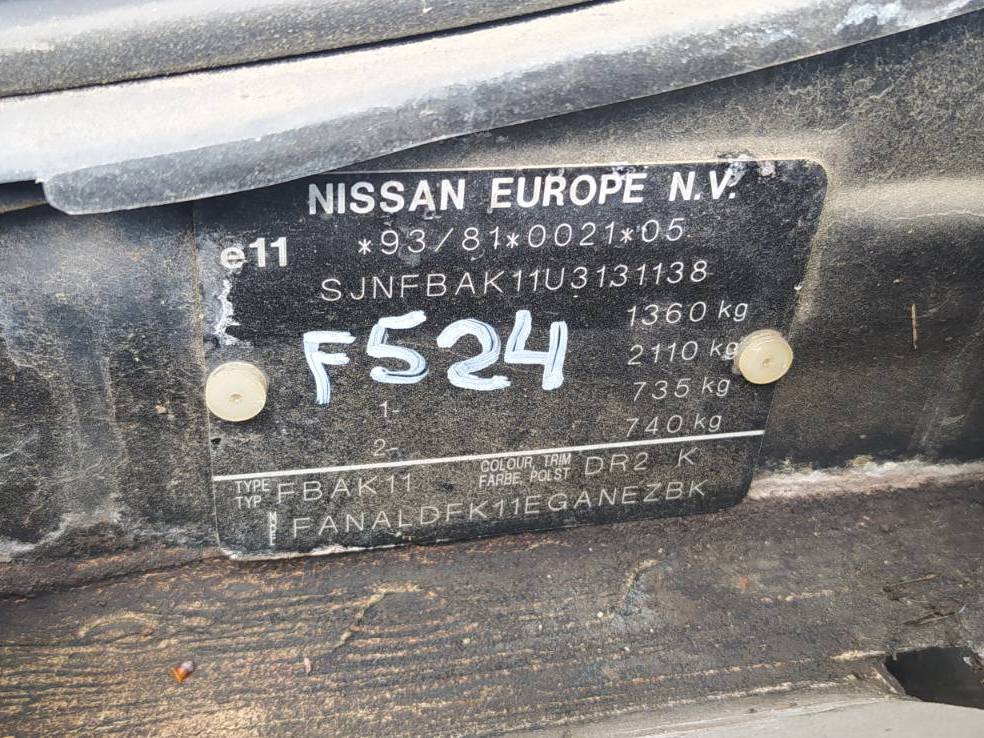 NISSAN EUROPE N.V.
e11 *93/81*0021*05
SJNFBAK11U3131138
1360 kg
F524
2110 kg
1- 735 kg
2- 740 kg
TYPE TYP FBAK11 COLOUR, TRIM FARBE, POLST DR2 K
FANALDFK11EGANEZBK